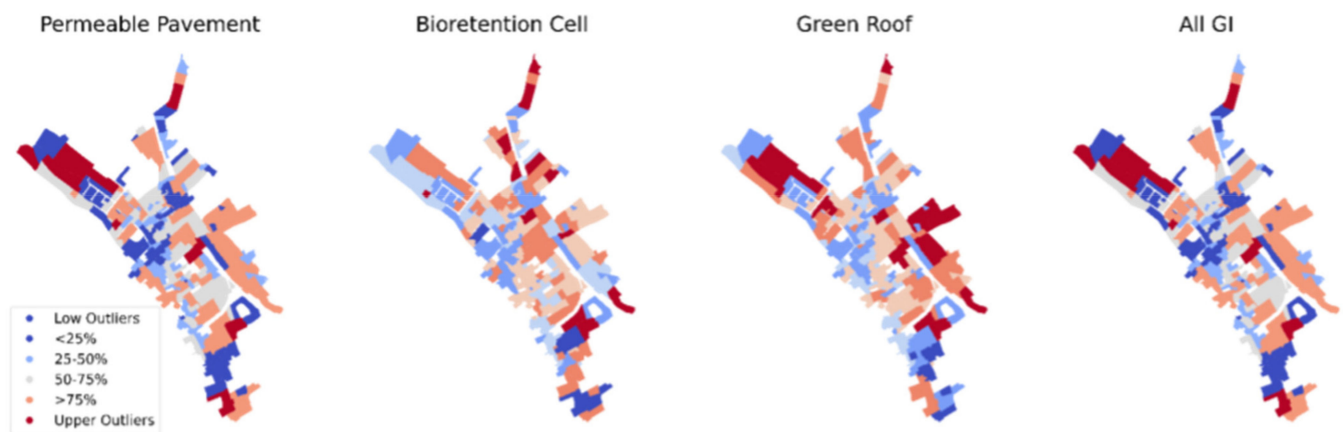 Permeable Pavement
Bioretention Cell
Green Roof
All GI
Low Outliers
<25%
25-50%
50-75%
>75%
Upper Outliers